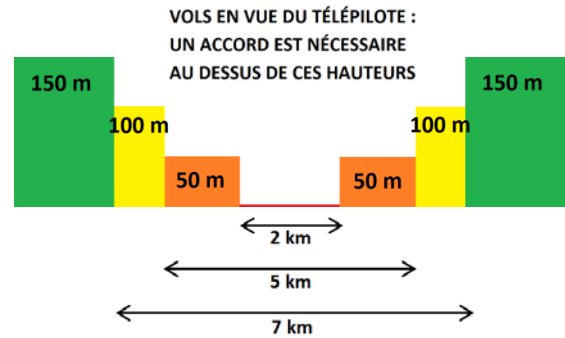 VOLS EN VUE DU TÉLÉPILOTE :
UN ACCORD EST NÉCESSAIRE
AU DESSUS DE CES HAUTEURS
150 m
150 m
100 m
100 m
50 m
50 m
2 km
5 km
7 km